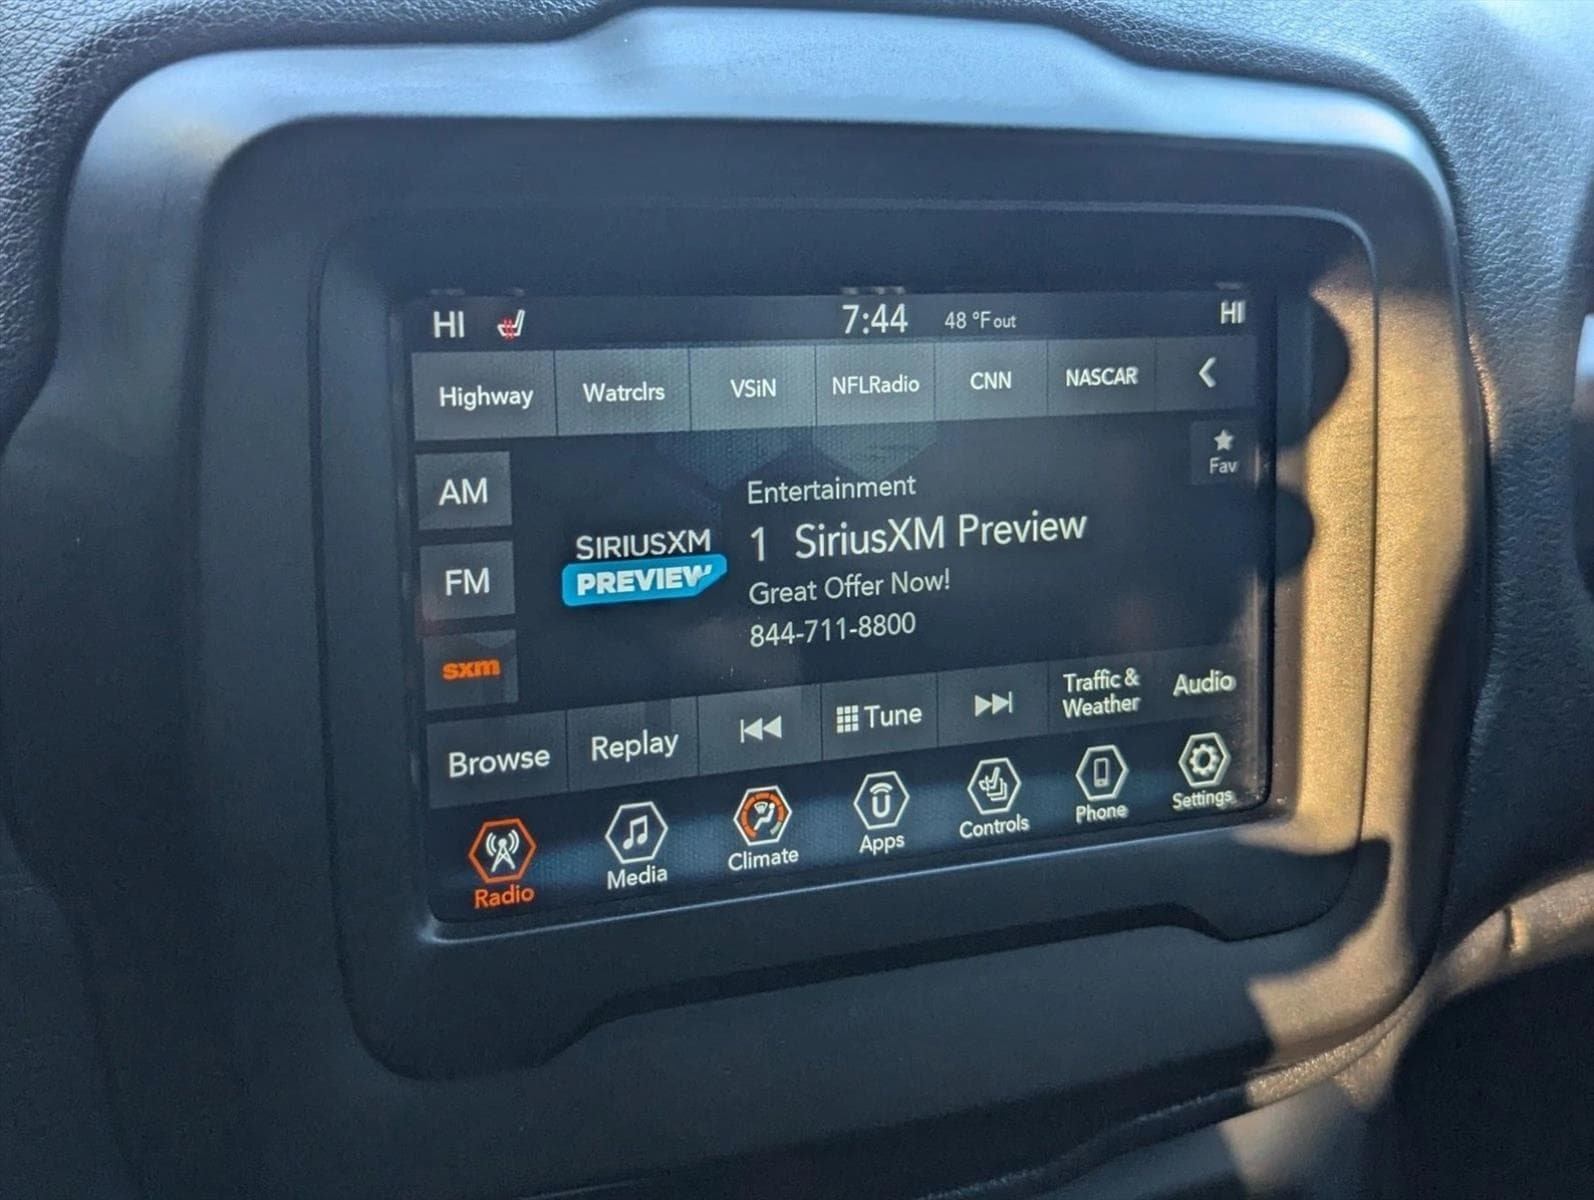 HI 7:44 48 °F out HI
Highway Watrclrs VSiN NFLRadio CNN NASCAR
Fav
AM
Entertainment
SIRIUSXM
PREVIEW
1 SiriusXM Preview
FM
Great Offer Now!
844-711-8800
sxm
Browse Replay Tune Traffic & Weather Audio
Radio Media Climate Apps Controls Phone Settings